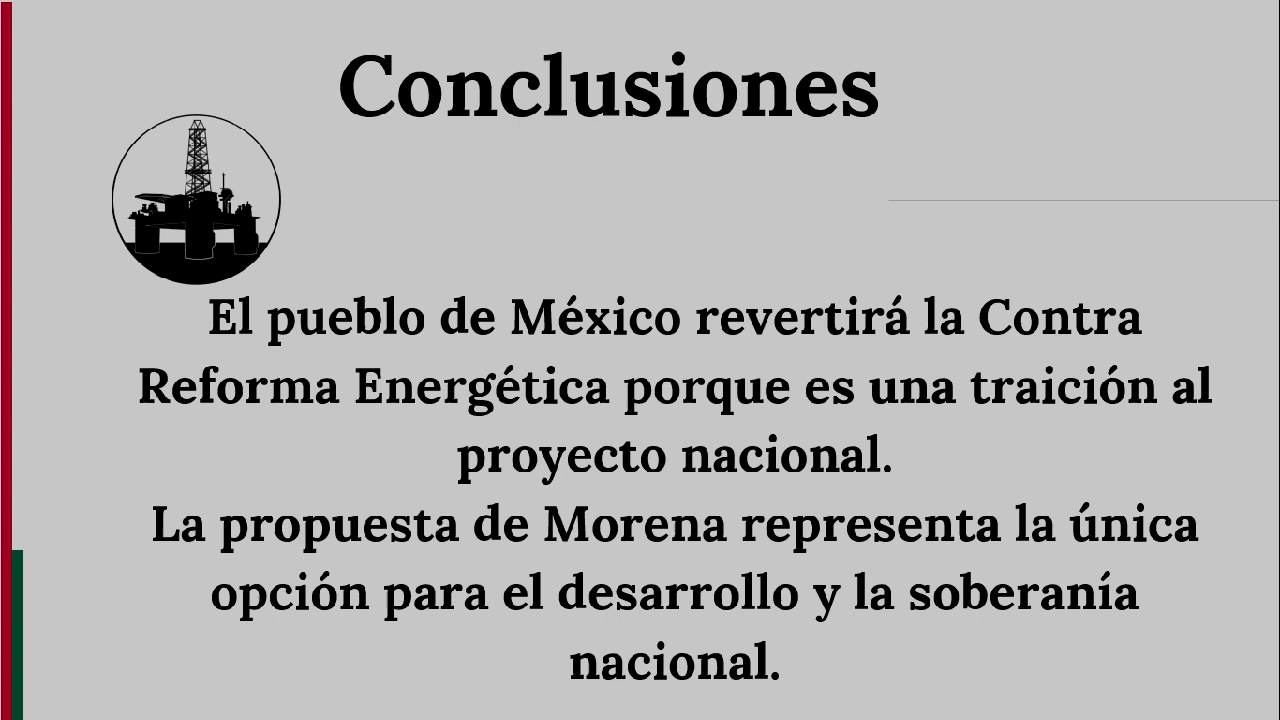 Conclusiones
El pueblo de México revertirá la Contra
Reforma Energética porque es una traición al
proyecto nacional.
La propuesta de Morena representa la única
opción para el desarrollo y la soberanía
nacional.